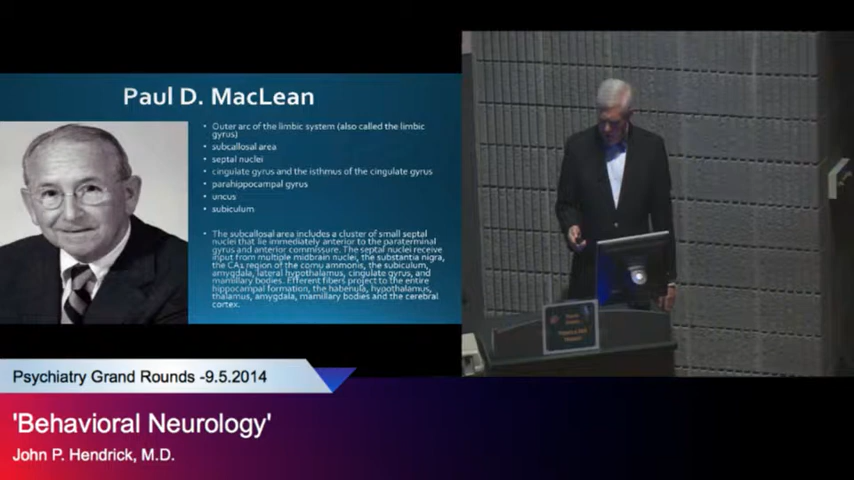 Paul D. MacLean
• Outer arc of the limbic system (also called the limbic
gyrus)
• subcallosal area
• septal nuclei
• cingulate gyrus and the isthmus of the cingulate gyrus
• parahippocampal gyrus
• uncus
• subiculum
• The subcallosal area includes a cluster of small septal
nuclei that lie immediately anterior to the paraterminal
gyrus and anterior commissure. The septal nuclei receive
input from multiple midbrain nuclei, the substantia nigra,
the CA1 region of the cornu ammonis, the subiculum,
amygdala, lateral hypothalamus, cingulate gyrus, and
mamillary bodies. Efferent fibers project to the entire
hippocampal formation, the habenula, hypothalamus,
thalamus, amygdala, mamillary bodies and the cerebral
cortex.
Psychiatry Grand Rounds -9.5.2014
'Behavioral Neurology'
John P. Hendrick, M.D.